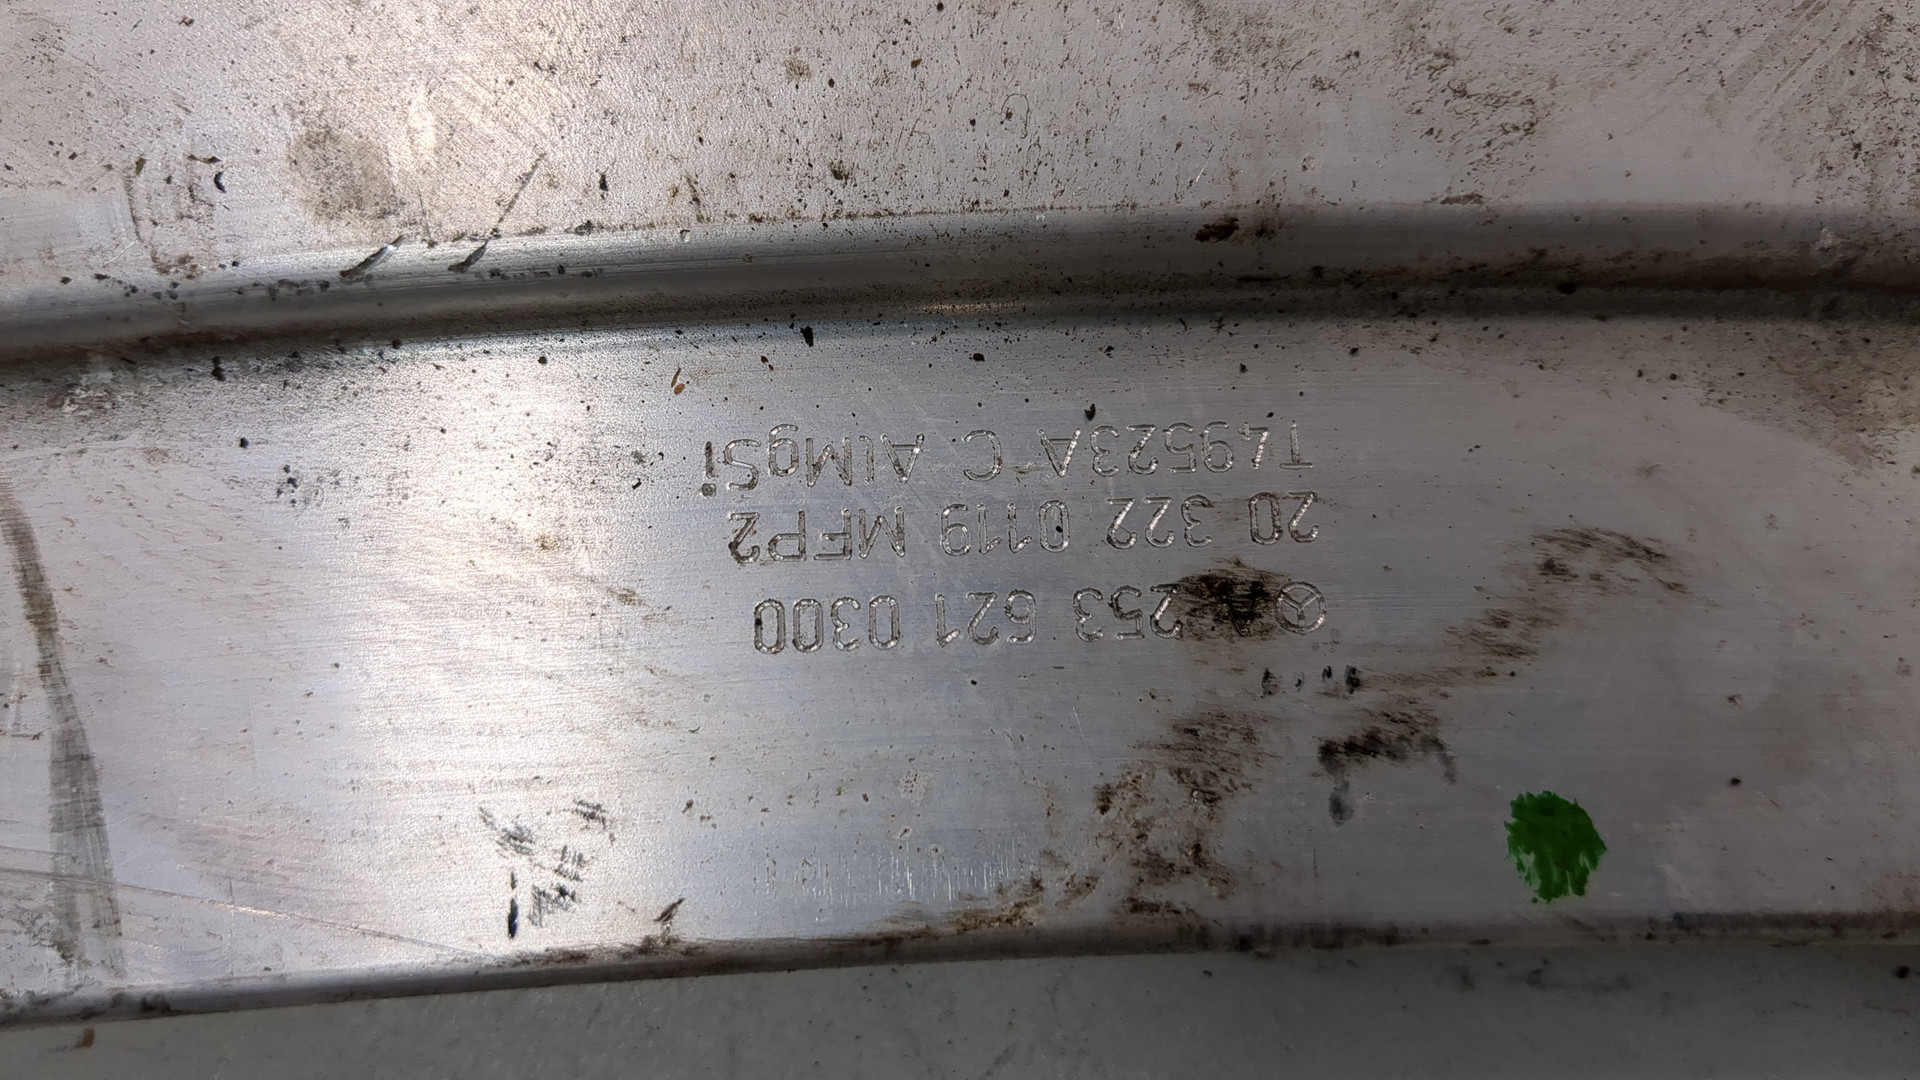 A 253 621 0300
20 322 0119 MFP2
T49523A C AlMgSi